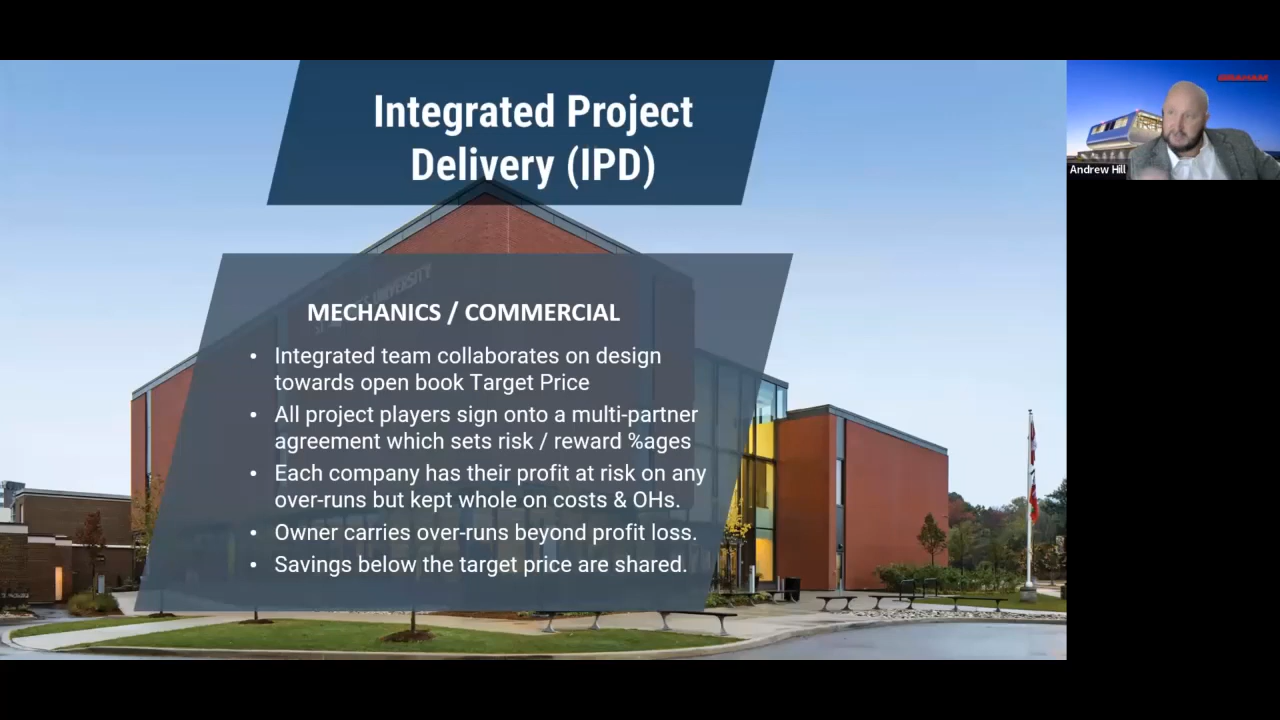 Integrated Project
Delivery (IPD)
UNIVERSITY
MECHANICS / COMMERCIAL
• Integrated team collaborates on design
towards open book Target Price
• All project players sign onto a multi-partner
agreement which sets risk / reward %ages
• Each company has their profit at risk on any
over-runs but kept whole on costs & OHs.
• Owner carries over-runs beyond profit loss.
• Savings below the target price are shared.
Andrew Hill